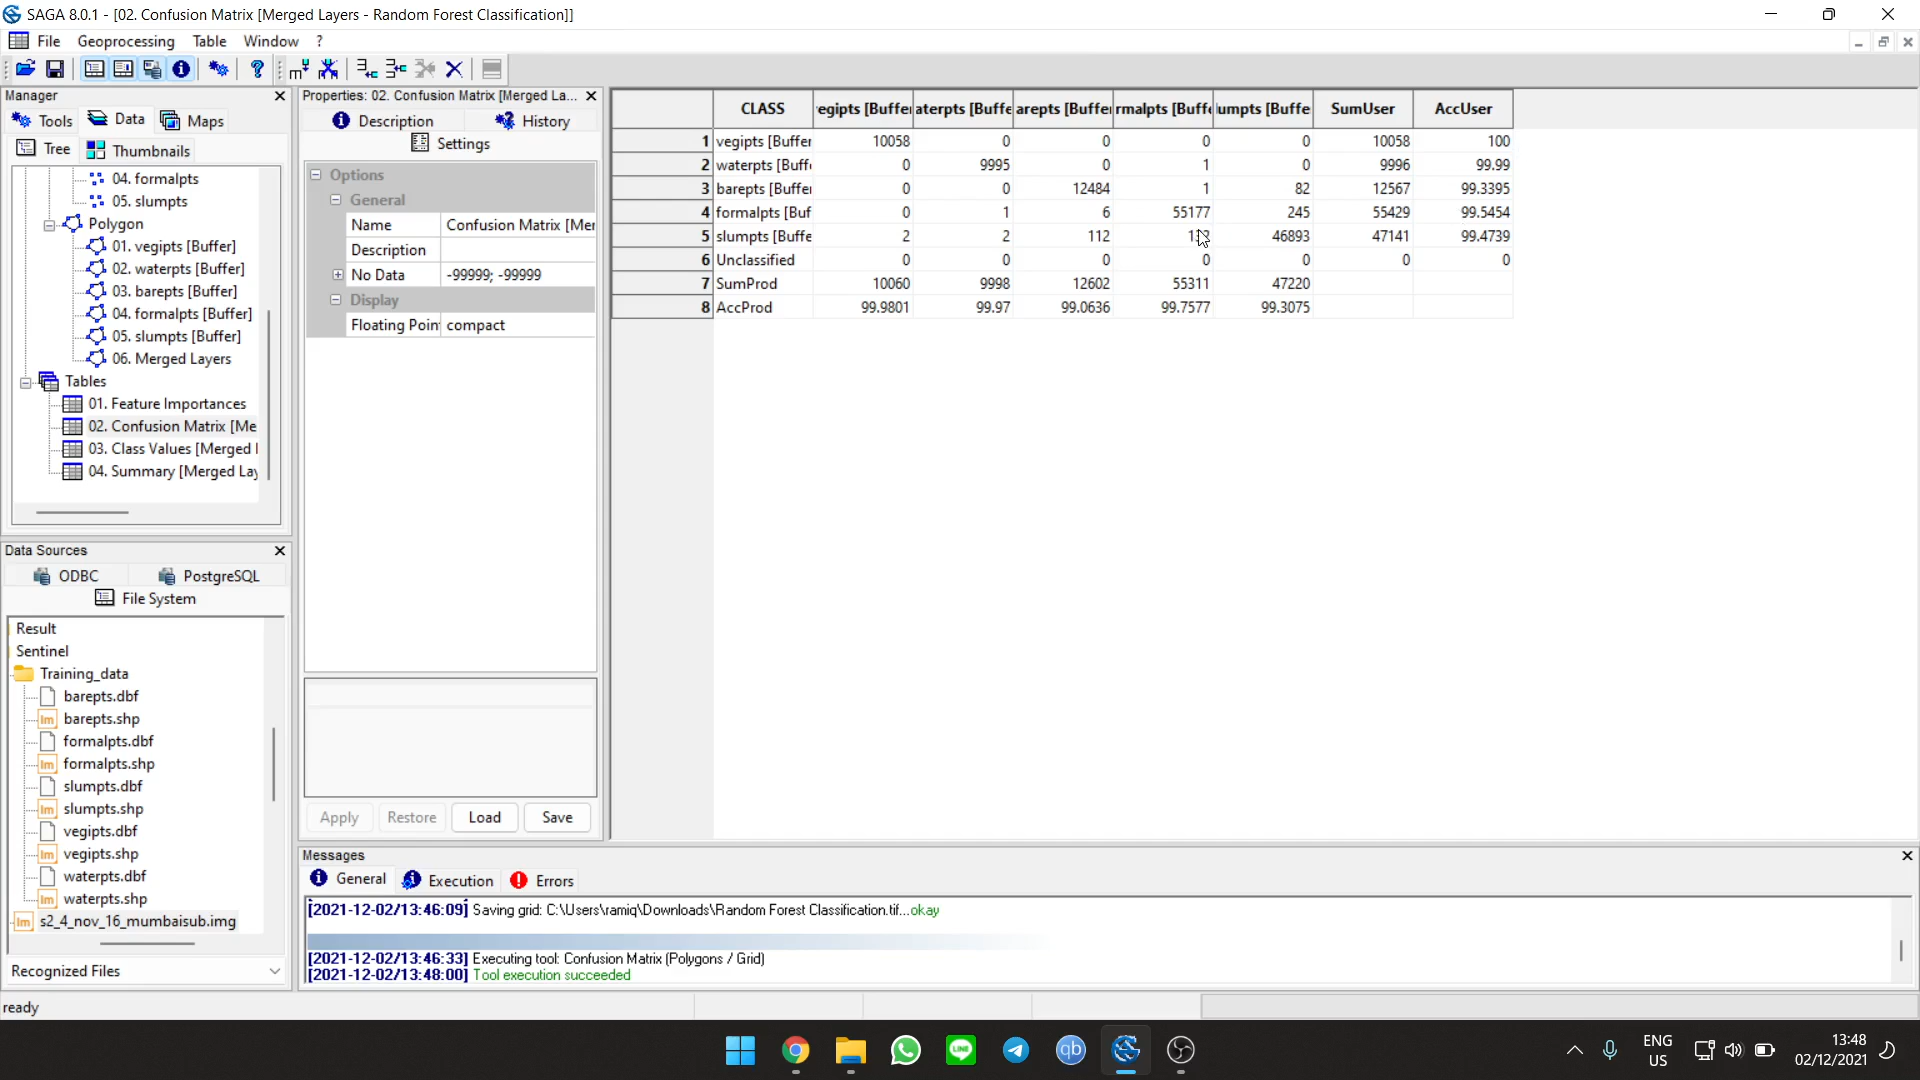 SAGA 8.0.1 - [02. Confusion Matrix [Merged Layers - Random Forest Classification]]
File Geoprocessing Table Window ?
Manager
Tools Data Maps
Tree Thumbnails
04. formalpts
05. slumpts
Polygon
01. vegipts [Buffer]
02. waterpts [Buffer]
03. barepts [Buffer]
04. formalpts [Buffer]
05. slumpts [Buffer]
06. Merged Layers
Tables
01. Feature Importances
02. Confusion Matrix [Me
03. Class Values [Merged
04. Summary [Merged Lay
Data Sources
ODBC PostgreSQL
File System
Result
Sentinel
Training_data
barepts.dbf
barepts.shp
formalpts.dbf
formalpts.shp
slumpts.dbf
slumpts.shp
vegipts.dbf
vegipts.shp
waterpts.dbf
waterpts.shp
s2_4_nov_16_mumbaisub.img
Recognized Files
ready
Properties: 02. Confusion Matrix [Merged La...
Description History
Settings
Options
General
Name Confusion Matrix [Mer
Description
No Data -99999; -99999
Display
Floating Poin compact
Apply Restore Load Save
CLASS egipts [Buffe aterpts [Buffe arepts [Buffe rmalpts [Buff lumpts [Buffe SumUser AccUser
1 vegipts [Buffer 10058 0 0 0 0 10058 100
2 waterpts [Buff 0 9995 0 1 0 9996 99.99
3 barepts [Buffer 0 0 12484 1 82 12567 99.3395
4 formalpts [Buf 0 1 6 55177 245 55429 99.5454
5 slumpts [Buffe 2 2 112 46893 47141 99.4739
6 Unclassified 0 0 0 0 0 0 0
7 SumProd 10060 9998 12602 55311 47220
8 AccProd 99.9801 99.97 99.0636 99.7577 99.3075
Messages
General Execution Errors
[2021-12-02/13:46:09] Saving grid: C:\Users\ramiq\Downloads\Random Forest Classification.tif...okay
[2021-12-02/13:46:33] Executing tool: Confusion Matrix (Polygons / Grid)
[2021-12-02/13:48:00] Tool execution succeeded
LINE
qb
ENG
US
13:48
02/12/2021